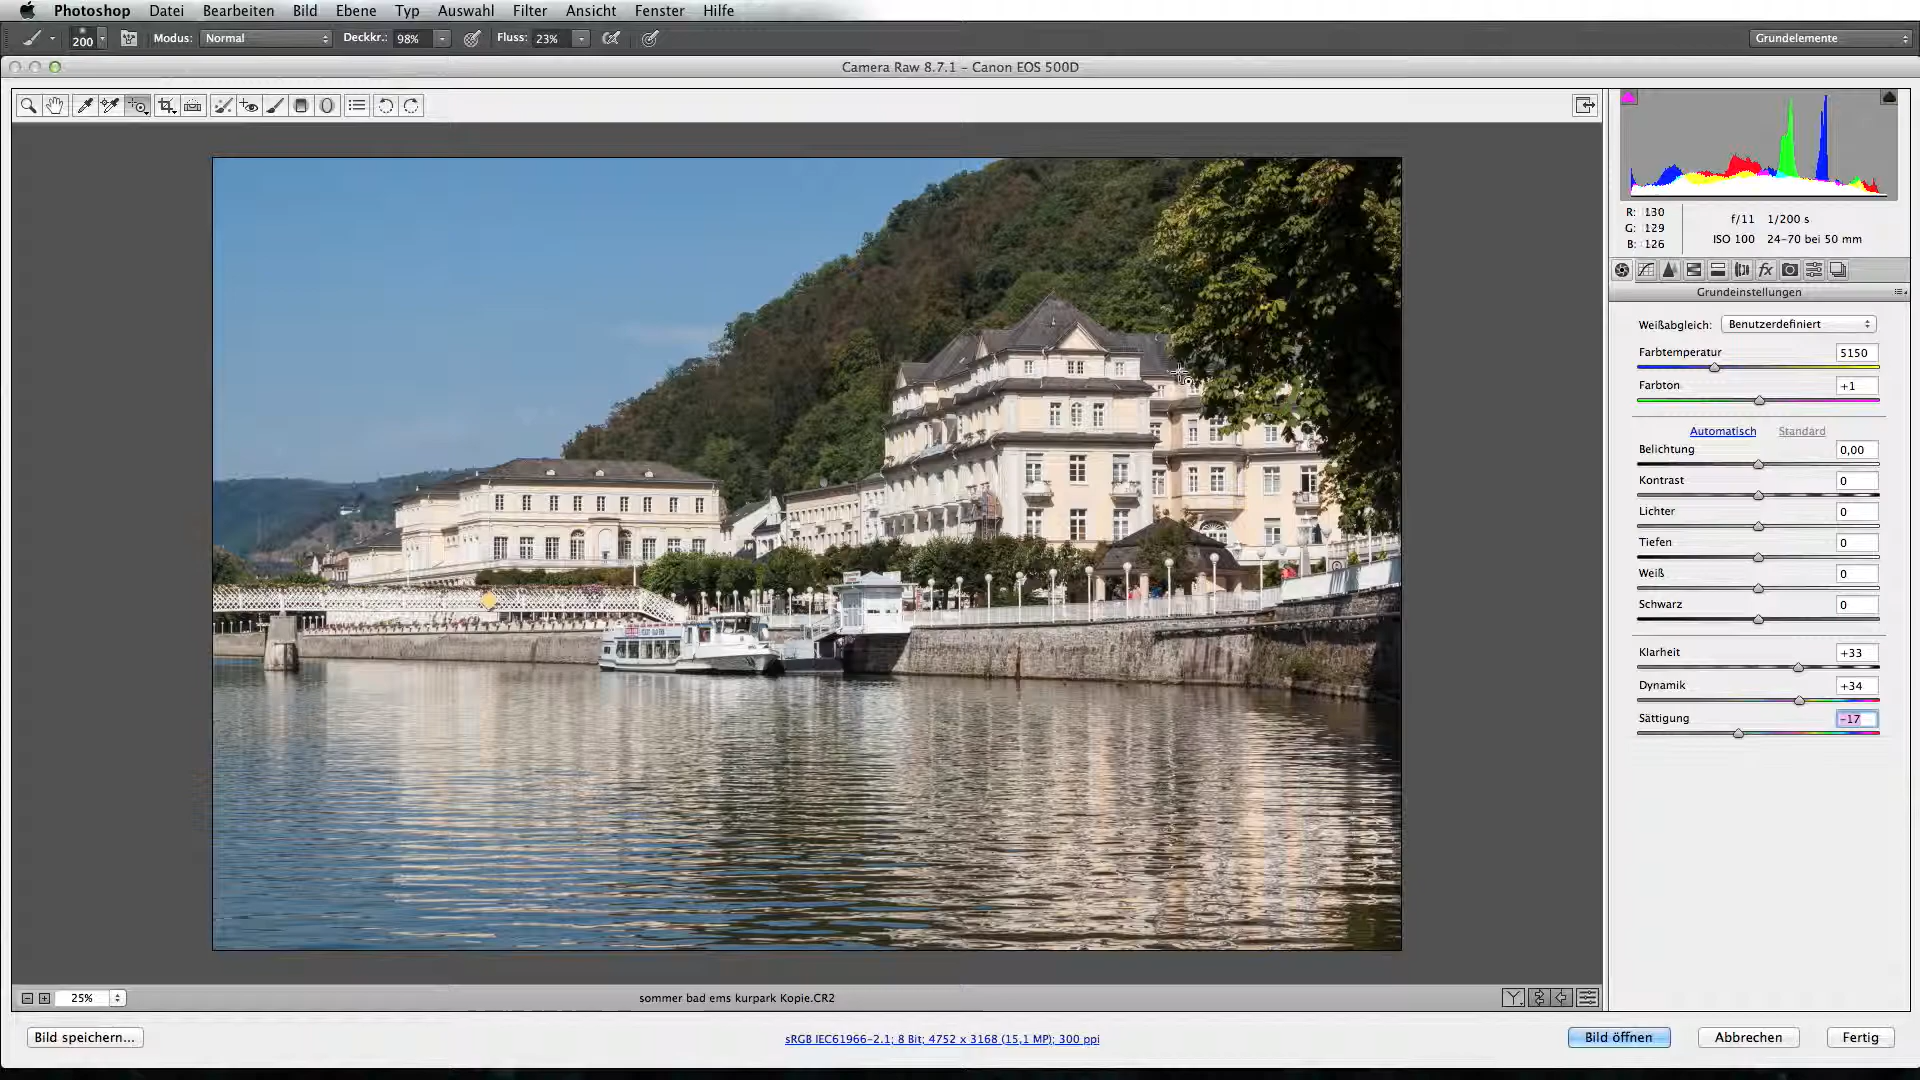 Photoshop Datei Bearbeiten Bild Ebene Typ Auswahl Filter Ansicht Fenster Hilfe
200 Modus: Normal Deckkr.: 98% Fluss: 23% Grundelemente
Camera Raw 8.7.1 – Canon EOS 500D
R: 130
G: 129
B: 126
f/11 1/200 s
ISO 100 24-70 bei 50 mm
fx
Grundeinstellungen
Weißabgleich: Benutzerdefiniert
Farbtemperatur 5150
Farbton +1
Automatisch Standard
Belichtung 0,00
Kontrast 0
Lichter 0
Tiefen 0
Weiß 0
Schwarz 0
Klarheit +33
Dynamik +34
Sättigung -17
25% sommer bad ems kurpark Kopie.CR2 Y
Bild speichern... sRGB IEC61966-2.1; 8 Bit; 4752 x 3168 (15,1 MP); 300 ppi Bild öffnen Abbrechen Fertig